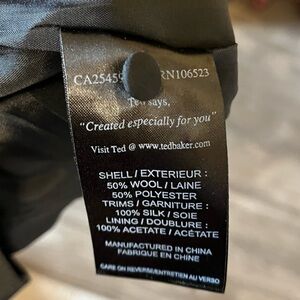 CA2545 RN106523
Ted says,
"Created especially for you"
Visit Ted @ www.tedbaker.com
SHELL / EXTERIEUR :
50% WOOL / LAINE
50% POLYESTER
TRIMS / GARNITURE :
100% SILK / SOIE
LINING / DOUBLURE :
100% ACETATE / ACÉTATE
MANUFACTURED IN CHINA
FABRIQUE EN CHINE
CARE ON REVERSE/ENTRETIEN AU VERSO